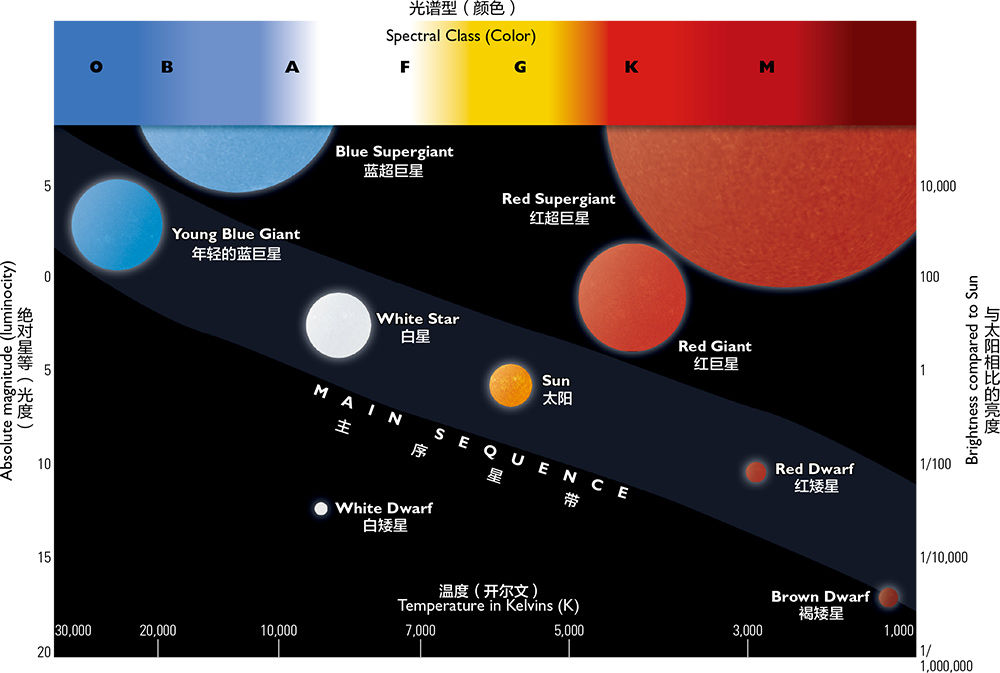 光谱型（颜色）
Spectral Class (Color)
O B A F G K M
Blue Supergiant
蓝超巨星
Red Supergiant
红超巨星
Young Blue Giant
年轻的蓝巨星
White Star
白星
Red Giant
红巨星
Sun
太阳
MAIN SEQUENCE
主序星带
Red Dwarf
红矮星
White Dwarf
白矮星
Brown Dwarf
褐矮星
温度（开尔文）
Temperature in Kelvins (K)
30,000 20,000 10,000 7,000 5,000 3,000 1,000
Absolute magnitude (luminocity)
绝对星等（光度）
5
0
5
10
15
20
10,000
100
1
1/100
1/10,000
1/
1,000,000
Brightness compared to Sun
与太阳相比的亮度